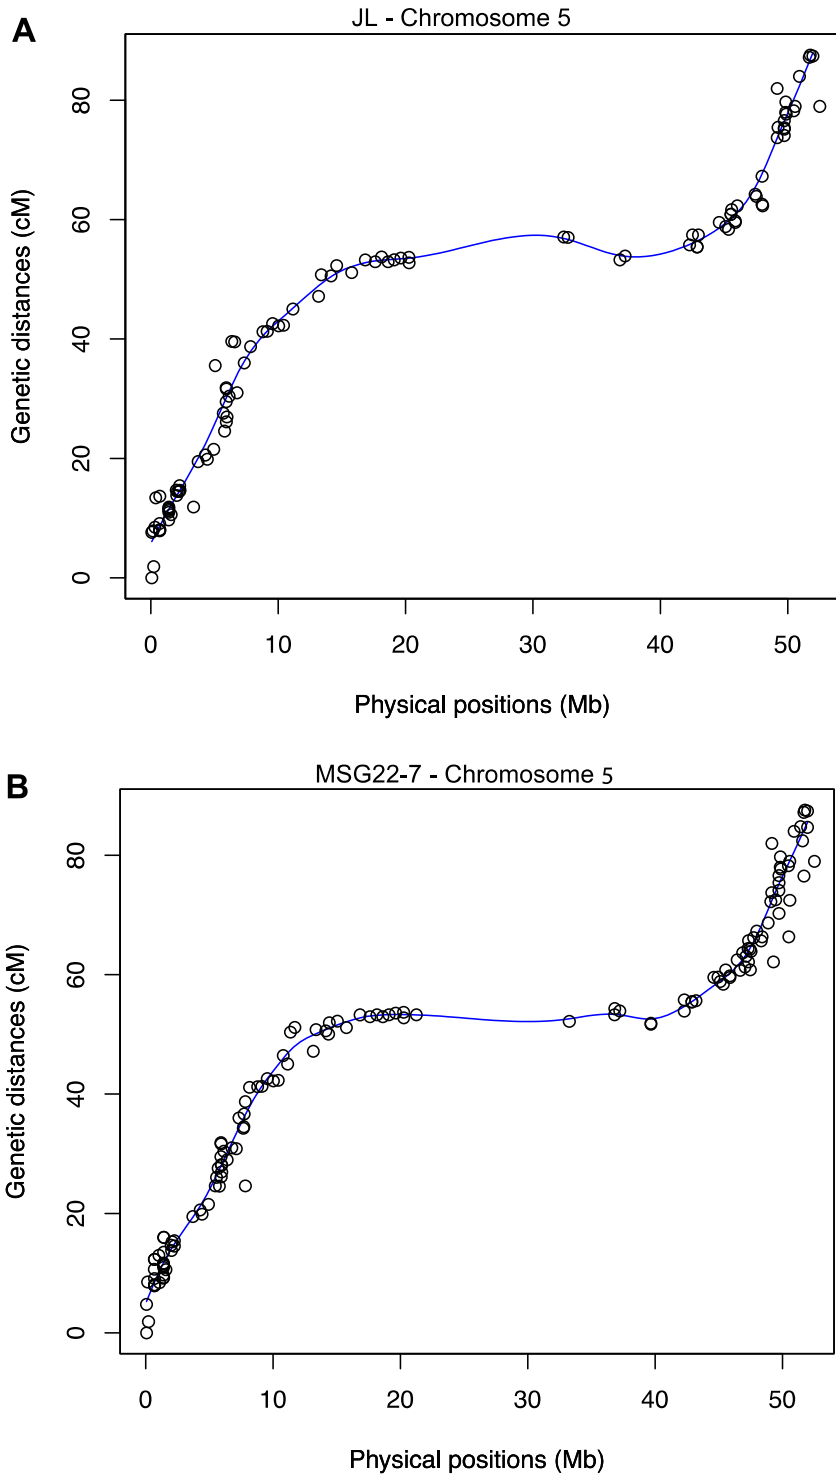 A
JL - Chromosome 5
Genetic distances (cM)
80
60
40
20
0
0 10 20 30 40 50
Physical positions (Mb)
B
MSG22-7 - Chromosome 5
Genetic distances (cM)
80
60
40
20
0
0 10 20 30 40 50
Physical positions (Mb)